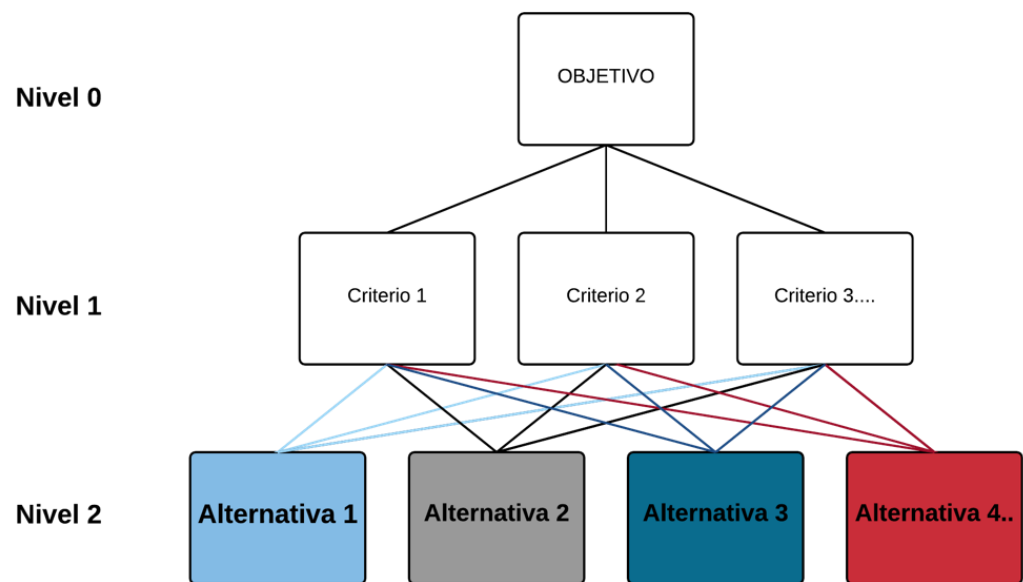 OBJETIVO
Nivel 0
Criterio 1
Criterio 2
Criterio 3....
Nivel 1
Nivel 2
Alternativa 1
Alternativa 2
Alternativa 3
Alternativa 4..